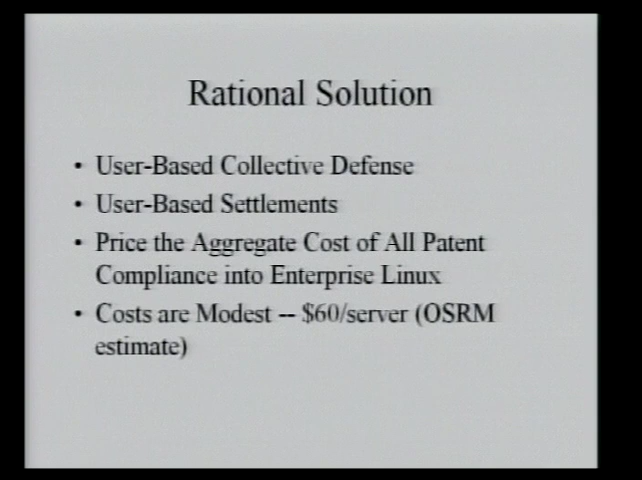 Rational Solution
• User-Based Collective Defense
• User-Based Settlements
• Price the Aggregate Cost of All Patent
Compliance into Enterprise Linux
• Costs are Modest -- $60/server (OSRM
estimate)